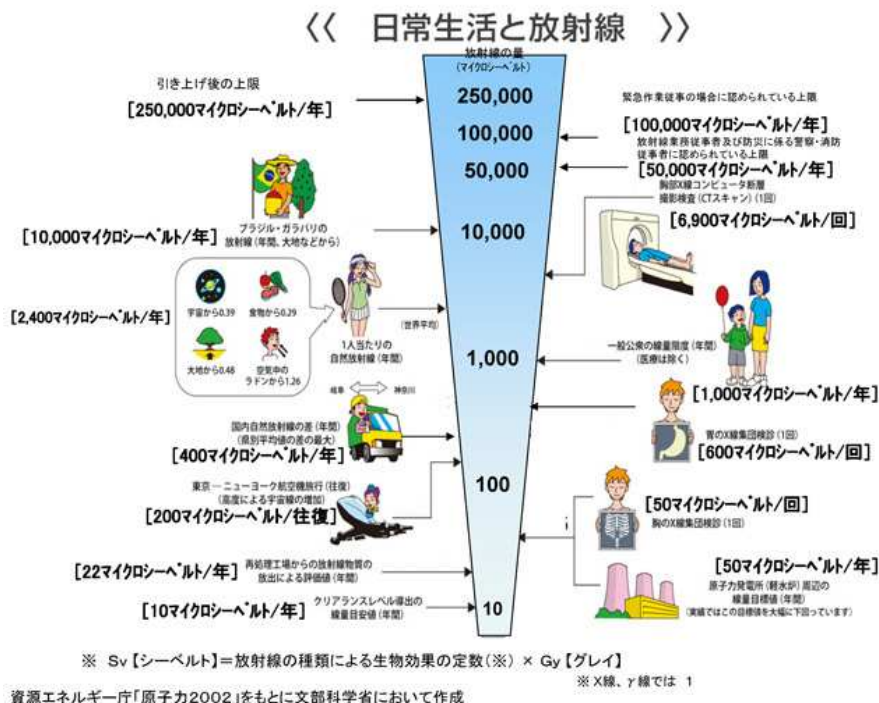 《《 日常生活と放射線 》》
放射線の量
(マイクロシーベルト)
250,000
100,000
50,000
10,000
1,000
100
10
引き上げ後の上限
[250,000マイクロシーベルト/年]
ブラジル・ガラパリの
放射線(年間、大地などから)
[10,000マイクロシーベルト/年]
宇宙から0.39
食物から0.29
大地から0.48
空気中の
ラドンから1.26
[2,400マイクロシーベルト/年]
(世界平均)
1人当たりの
自然放射線(年間)
岐阜
神奈川
国内自然放射線の差(年間)
(県別平均値の差の最大)
[400マイクロシーベルト/年]
東京―ニューヨーク航空機旅行(往復)
(高度による宇宙線の増加)
[200マイクロシーベルト/往復]
[22マイクロシーベルト/年]
再処理工場からの放射線物質の
放出による評価値(年間)
[10マイクロシーベルト/年]
クリアランスレベル導出の
線量目安値(年間)
緊急作業従事の場合に認められている上限
[100,000マイクロシーベルト/年]
放射線業務従事者及び防災に係る警察・消防
従事者に認められている上限
[50,000マイクロシーベルト/年]
胸部X線コンピュータ断層
撮影検査(CTスキャン)(1回)
[6,900マイクロシーベルト/回]
一般公衆の線量限度(年間)
(医療は除く)
[1,000マイクロシーベルト/年]
胃のX線集団検診(1回)
[600マイクロシーベルト/回]
[50マイクロシーベルト/回]
胸のX線集団検診(1回)
[50マイクロシーベルト/年]
原子力発電所(軽水炉)周辺の
線量目標値(年間)
(実績ではこの目標値を大幅に下回っています)
※ Sv【シーベルト】=放射線の種類による生物効果の定数(※) × Gy【グレイ】
※ X線、γ線では 1
資源エネルギー庁「原子力2002」をもとに文部科学省において作成